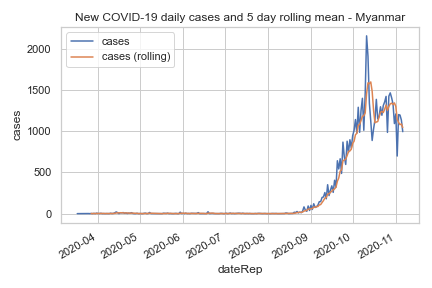 New COVID-19 daily cases and 5 day rolling mean - Myanmar
cases
cases (rolling)
2000
1500
1000
500
0
cases
2020-04
2020-05
2020-06
2020-07
2020-08
2020-09
2020-10
2020-11
dateRep